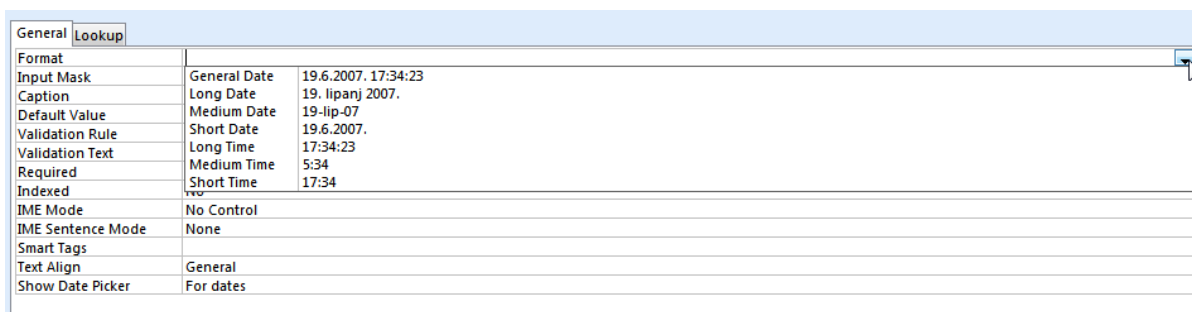 General Lookup
Format
Input Mask General Date 19.6.2007. 17:34:23
Caption Long Date 19. lipanj 2007.
Default Value Medium Date 19-lip-07
Validation Rule Short Date 19.6.2007.
Validation Text Long Time 17:34:23
Required Medium Time 5:34
Indexed Short Time 17:34
IME Mode No Control
IME Sentence Mode None
Smart Tags
Text Align General
Show Date Picker For dates